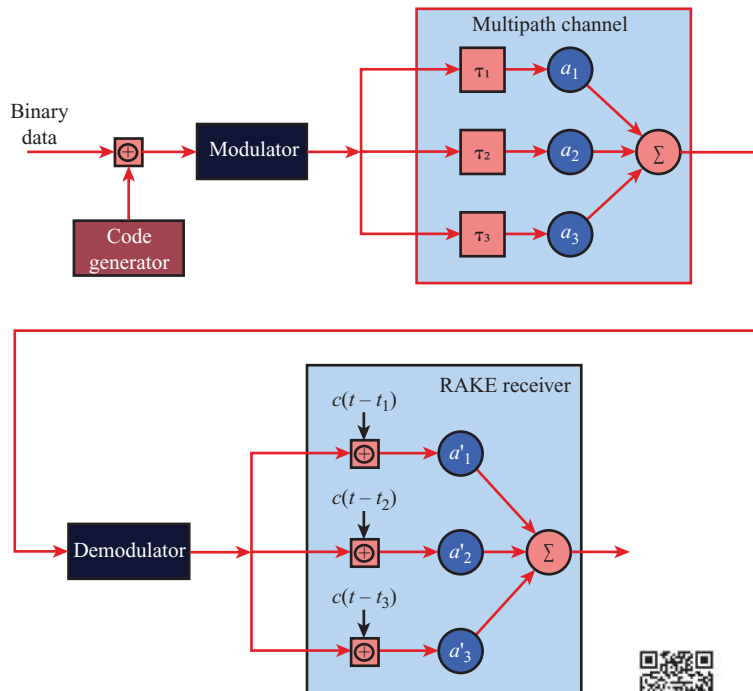 Multipath channel
τ₁
a₁
Binary
data
Modulator
τ₂
a₂
Σ
Code
generator
τ₃
a₃
RAKE receiver
c(t – t₁)
a'₁
c(t – t₂)
Demodulator
a'₂
Σ
c(t – t₃)
a'₃